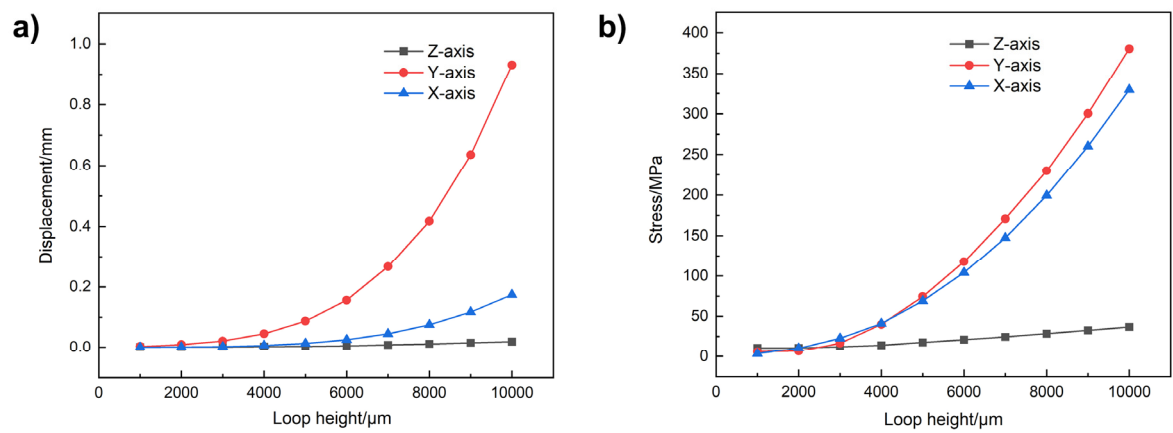 a)
1.0
0.8
0.6
0.4
0.2
0.0
Displacement/mm
Z-axis
Y-axis
X-axis
0 2000 4000 6000 8000 10000
Loop height/μm
b)
400
350
300
250
200
150
100
50
0
Stress/MPa
Z-axis
Y-axis
X-axis
0 2000 4000 6000 8000 10000
Loop height/μm